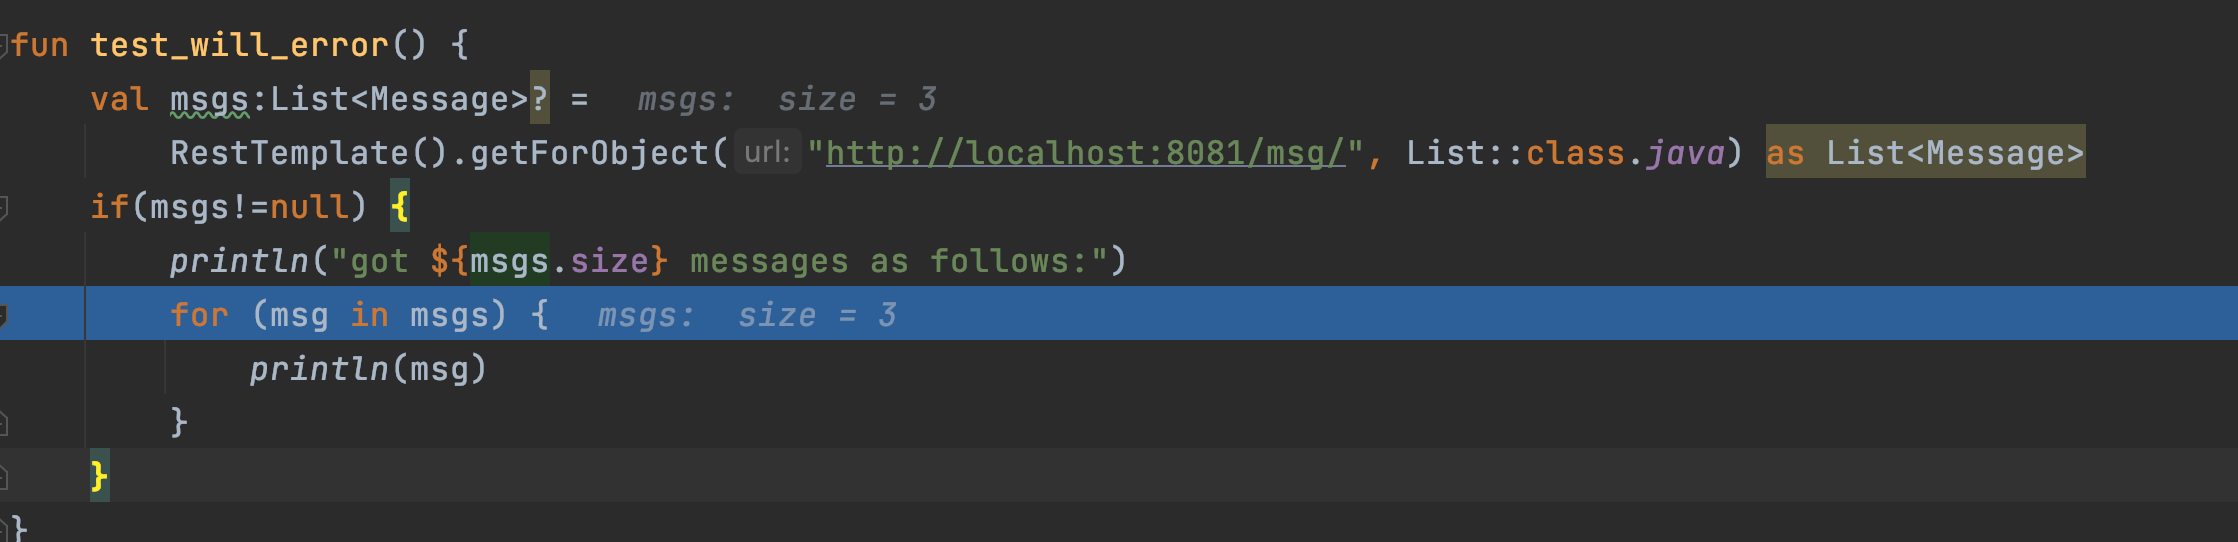 fun test_will_error() {
    val msgs:List<Message>? =   msgs:  size = 3
        RestTemplate().getForObject( url: "http://localhost:8081/msg/", List::class.java) as List<Message>
    if(msgs!=null) {
        println("got ${msgs.size} messages as follows:")
        for (msg in msgs) {   msgs:  size = 3
            println(msg)
        }
    }
}